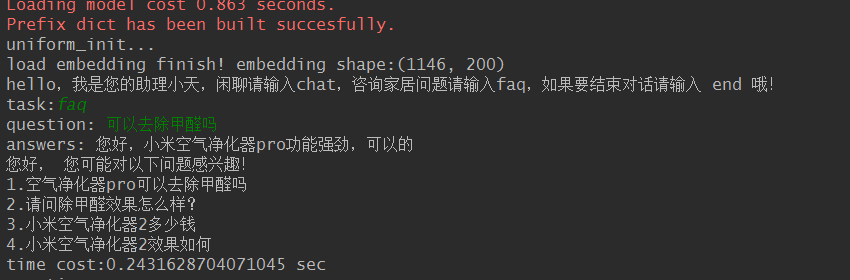 Loading model cost 0.863 seconds.
Prefix dict has been built succesfully.
uniform_init...
load embedding finish! embedding shape:(1146, 200)
hello，我是您的助理小天，闲聊请输入chat，咨询家居问题请输入faq，如果要结束对话请输入 end 哦!
task:faq
question: 可以去除甲醛吗
answers: 您好，小米空气净化器pro功能强劲，可以的
您好， 您可能对以下问题感兴趣!
1.空气净化器pro可以去除甲醛吗
2.请问除甲醛效果怎么样？
3.小米空气净化器2多少钱
4.小米空气净化器2效果如何
time cost:0.2431628704071045 sec